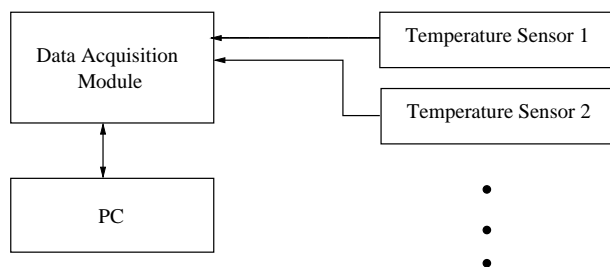 Data Acquisition
Module
Temperature Sensor 1
Temperature Sensor 2
PC